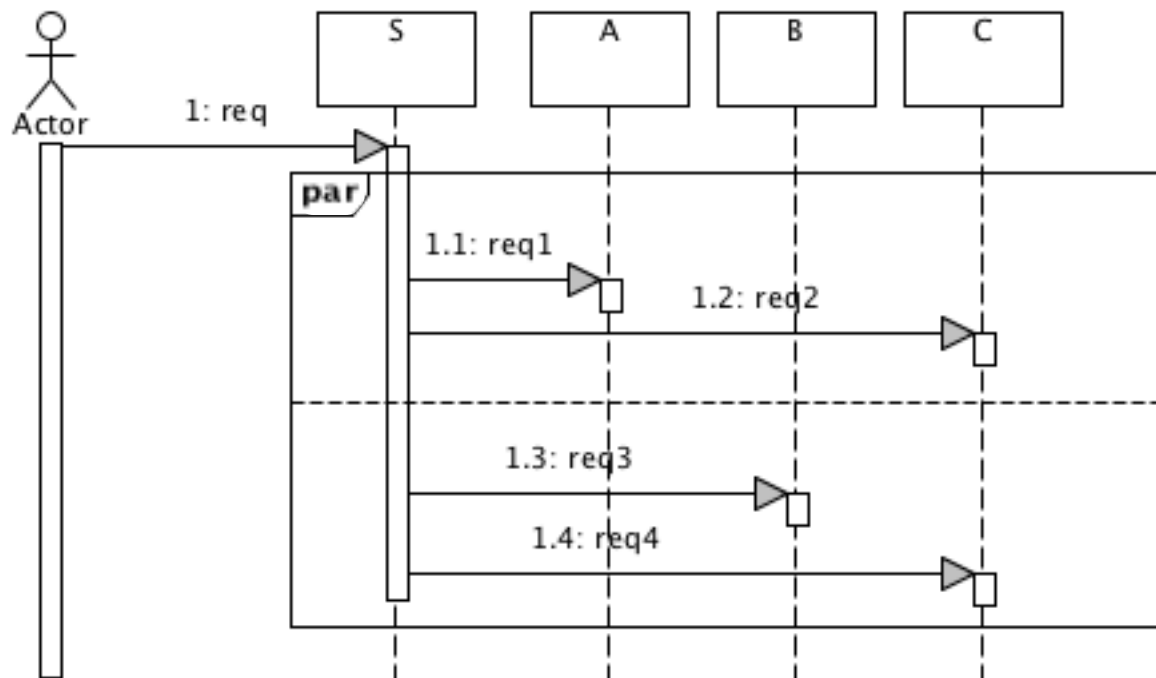 S
A
B
C
Actor
1: req
par
1.1: req1
1.2: req2
1.3: req3
1.4: req4